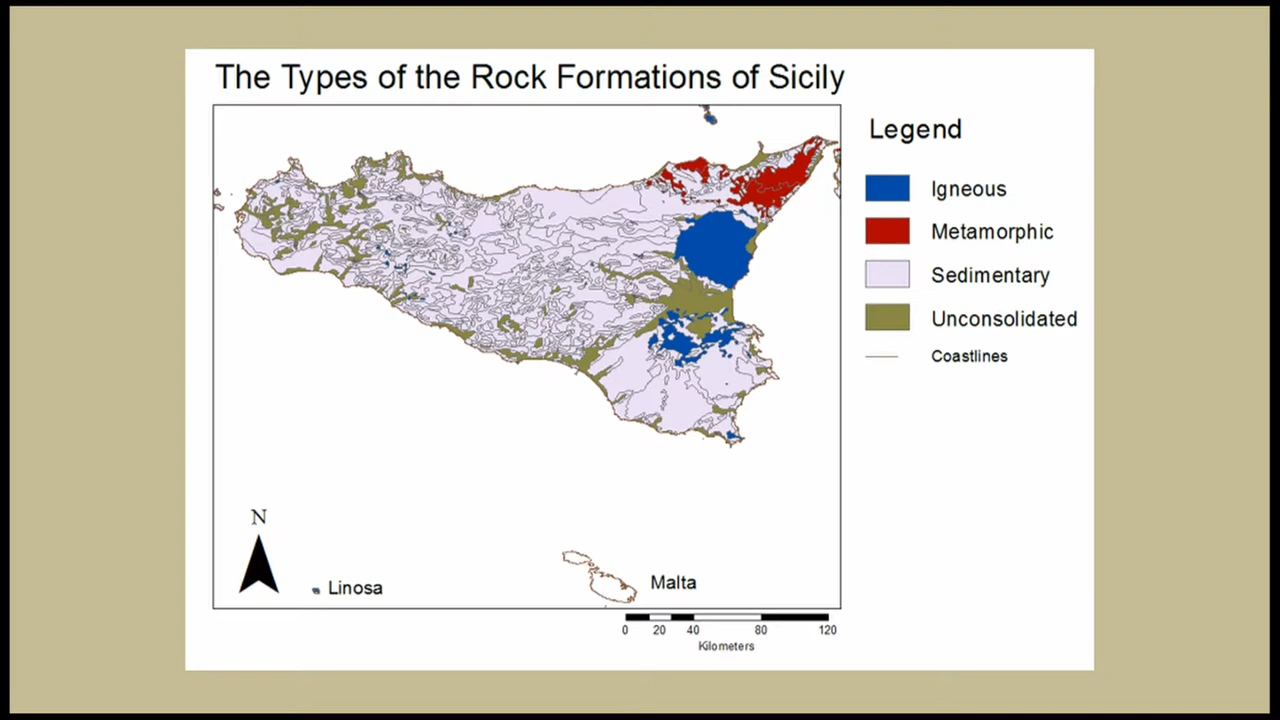 The Types of the Rock Formations of Sicily
Legend
Igneous
Metamorphic
Sedimentary
Unconsolidated
Coastlines
N
Linosa
Malta
0 20 40 80 120
Kilometers